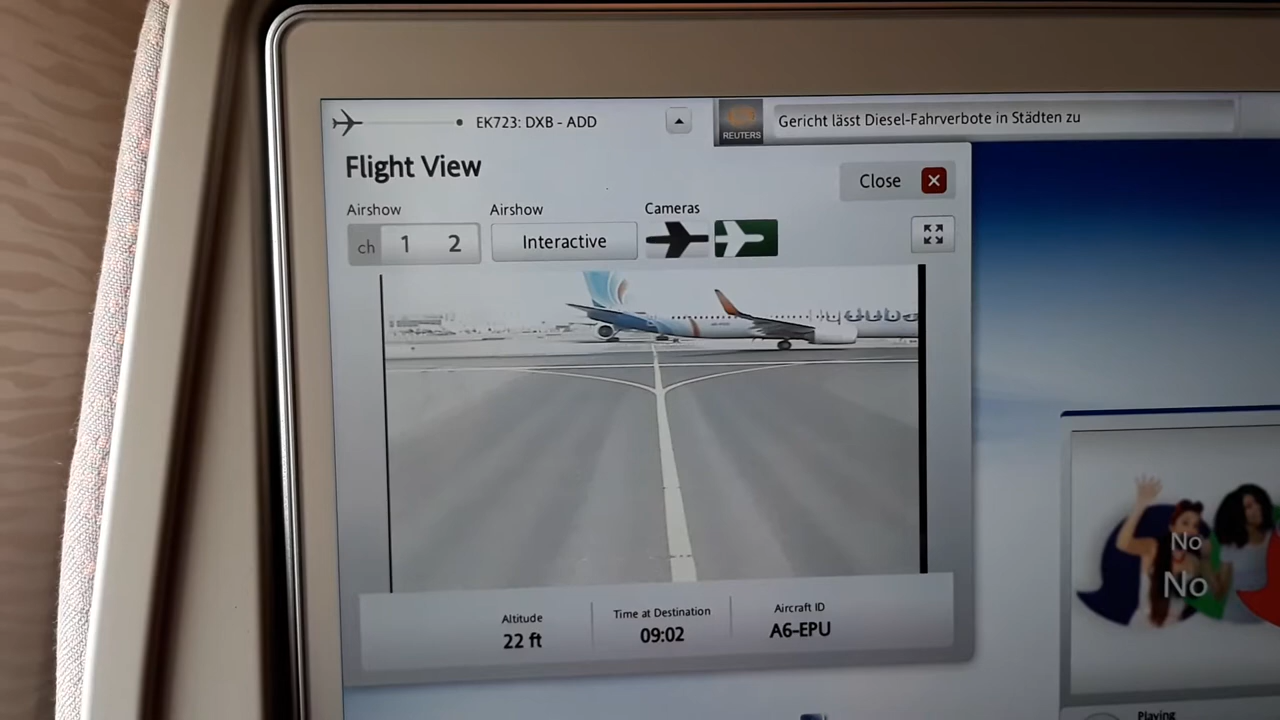 EK723: DXB - ADD
REUTERS
Gericht lässt Diesel-Fahrverbote in Städten zu
Flight View
Close
Airshow
Airshow
Cameras
ch 1 2
Interactive
Altitude
22 ft
Time at Destination
09:02
Aircraft ID
A6-EPU
No
No
Playing